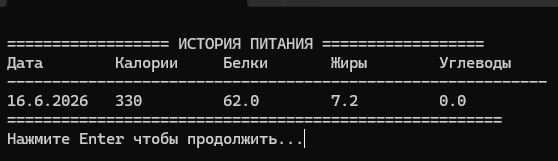 ================== ИСТОРИЯ ПИТАНИЯ ==================
Дата        Калории     Белки       Жиры        Углеводы
------------------------------------------------------------
16.6.2026   330         62.0        7.2         0.0
=======================================================
Нажмите Enter чтобы продолжить...